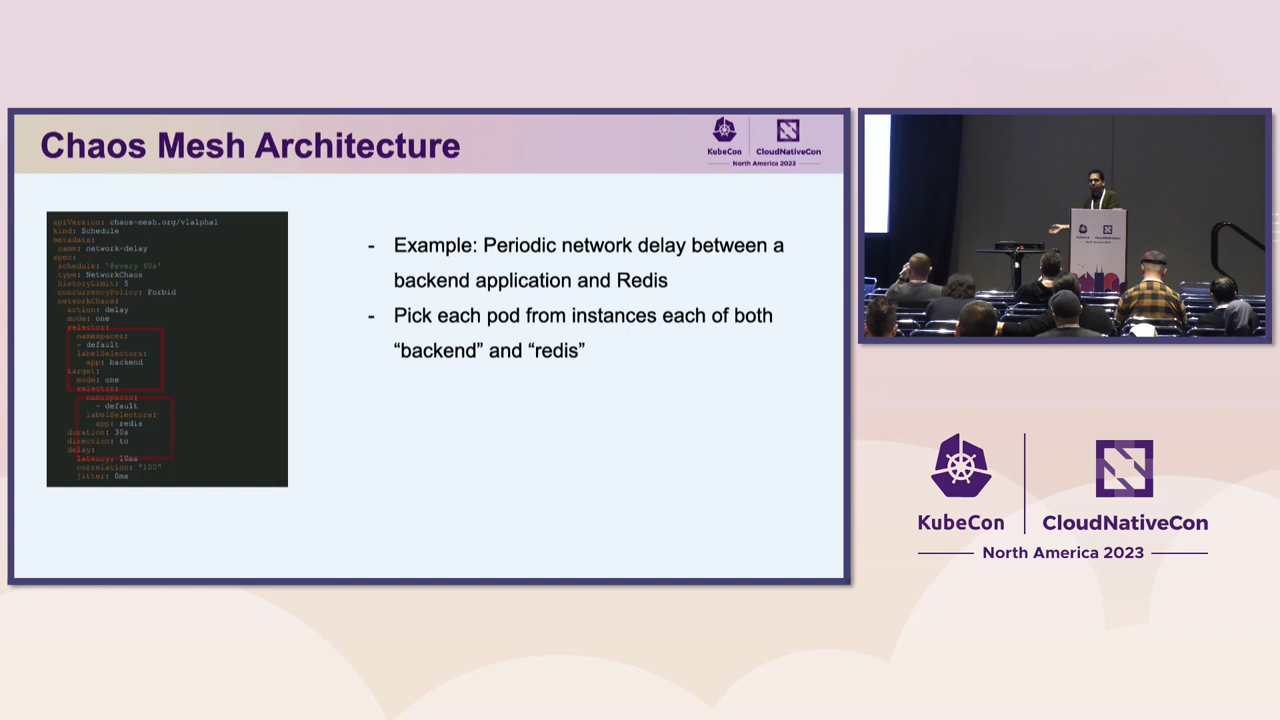 Chaos Mesh Architecture
KubeCon
CloudNativeCon
North America 2023
apiVersion: chaos-mesh.org/v1alpha1
kind: Schedule
metadata:
name: network-delay
spec:
schedule: '@every 60s'
type: NetworkChaos
historyLimit: 5
concurrencyPolicy: Forbid
networkChaos:
action: delay
mode: one
selector:
namespaces:
- default
labelSelectors:
app: backend
target:
mode: one
selector:
namespaces:
- default
labelSelectors:
app: redis
duration: 30s
direction: to
delay:
latency: 10ms
correlation: "100"
jitter: 0ms
- Example: Periodic network delay between a
backend application and Redis
- Pick each pod from instances each of both
“backend” and “redis”
KubeCon
CloudNativeCon
North America 2023